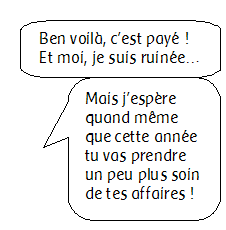 Ben voilà, c'est payé !
Et moi, je suis ruinée...
Mais j'espère
quand même
que cette année
tu vas prendre
un peu plus soin
de tes affaires !